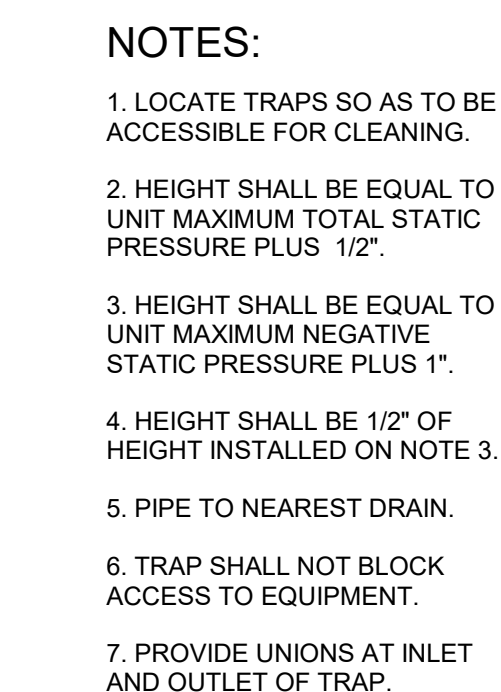 NOTES:
1. LOCATE TRAPS SO AS TO BE
ACCESSIBLE FOR CLEANING.
2. HEIGHT SHALL BE EQUAL TO
UNIT MAXIMUM TOTAL STATIC
PRESSURE PLUS  1/2".
3. HEIGHT SHALL BE EQUAL TO
UNIT MAXIMUM NEGATIVE
STATIC PRESSURE PLUS 1".
4. HEIGHT SHALL BE 1/2" OF
HEIGHT INSTALLED ON NOTE 3.
5. PIPE TO NEAREST DRAIN.
6. TRAP SHALL NOT BLOCK
ACCESS TO EQUIPMENT.
7. PROVIDE UNIONS AT INLET
AND OUTLET OF TRAP.